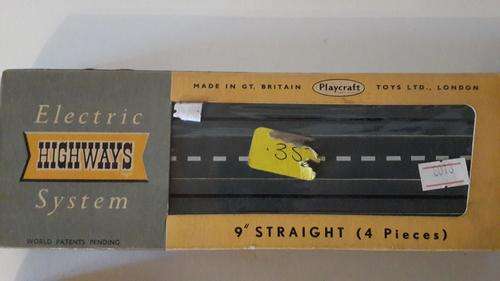 Electric
HIGHWAYS
System
WORLD PATENTS PENDING
MADE IN GT. BRITAIN Playcraft TOYS LTD., LONDON
9" STRAIGHT (4 Pieces)